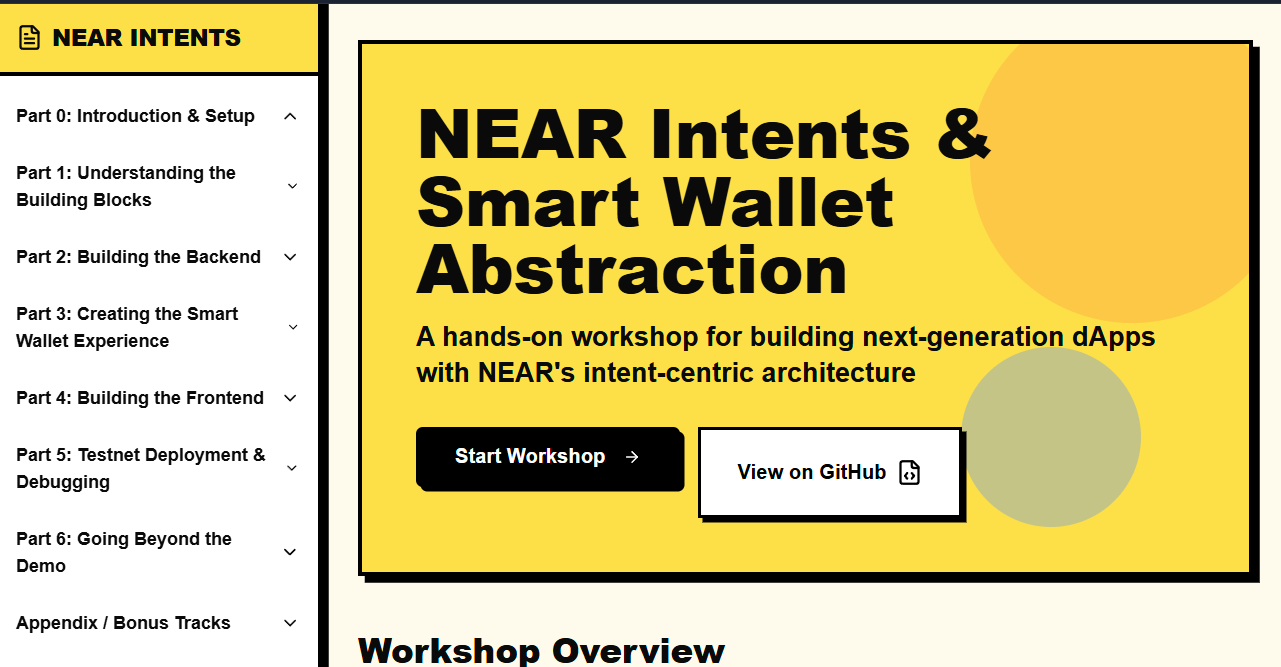 NEAR INTENTS
Part 0: Introduction & Setup
Part 1: Understanding the
Building Blocks
Part 2: Building the Backend
Part 3: Creating the Smart
Wallet Experience
Part 4: Building the Frontend
Part 5: Testnet Deployment &
Debugging
Part 6: Going Beyond the
Demo
Appendix / Bonus Tracks
NEAR Intents &
Smart Wallet
Abstraction
A hands-on workshop for building next-generation dApps
with NEAR's intent-centric architecture
Start Workshop
View on GitHub
Workshop Overview